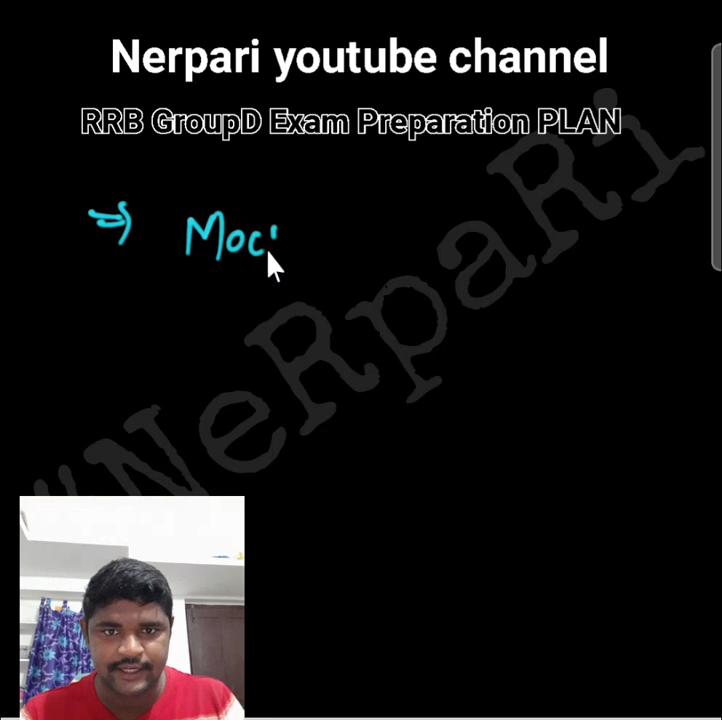 Nerpari youtube channel
RRB GroupD Exam Preparation PLAN
⇒ Moc
"NeRpaRi